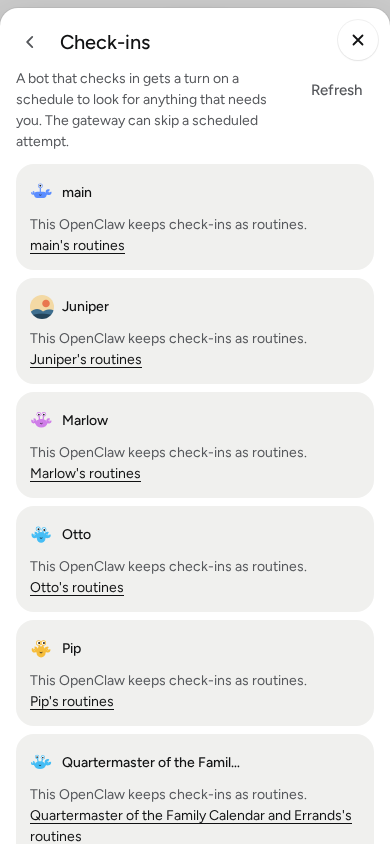 Check-ins
A bot that checks in gets a turn on a
schedule to look for anything that needs
you. The gateway can skip a scheduled
attempt.
Refresh
main
This OpenClaw keeps check-ins as routines.
main's routines
Juniper
This OpenClaw keeps check-ins as routines.
Juniper's routines
Marlow
This OpenClaw keeps check-ins as routines.
Marlow's routines
Otto
This OpenClaw keeps check-ins as routines.
Otto's routines
Pip
This OpenClaw keeps check-ins as routines.
Pip's routines
Quartermaster of the Famil...
This OpenClaw keeps check-ins as routines.
Quartermaster of the Family Calendar and Errands's
routines